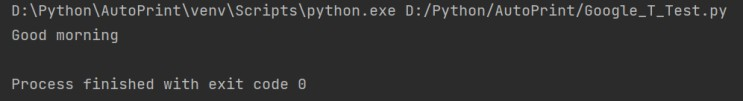 D:\Python\AutoPrint\venv\Scripts\python.exe D:/Python/AutoPrint/Google_T_Test.py
Good morning
Process finished with exit code 0